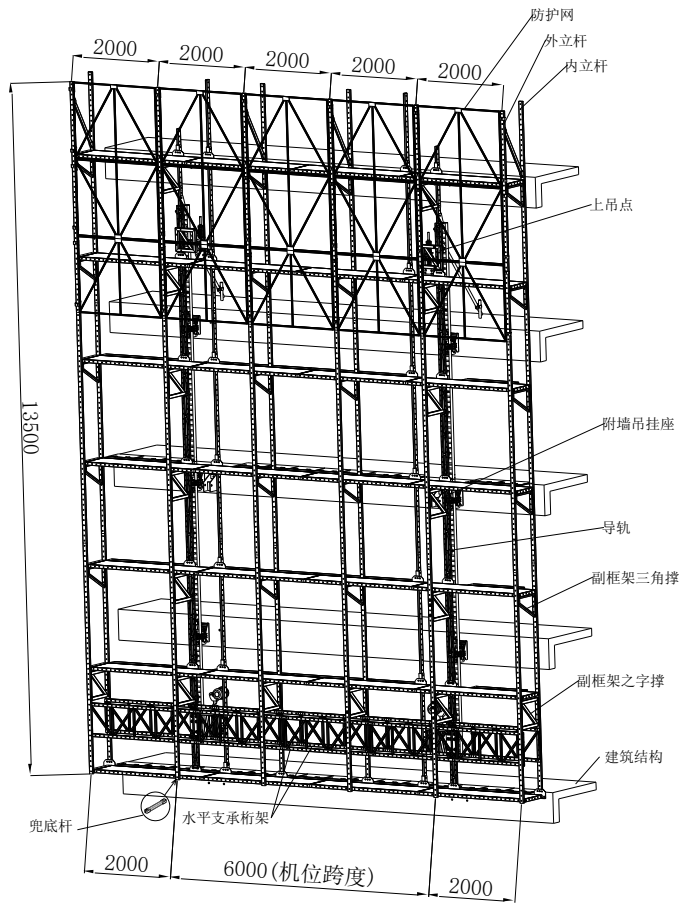 防护网
2000
2000
2000
2000
2000
外立杆
内立杆
上吊点
13500
附墙吊挂座
导轨
副框架三角撑
副框架之字撑
建筑结构
水平支承桁架
兜底杆
2000
6000(机位跨度)
2000